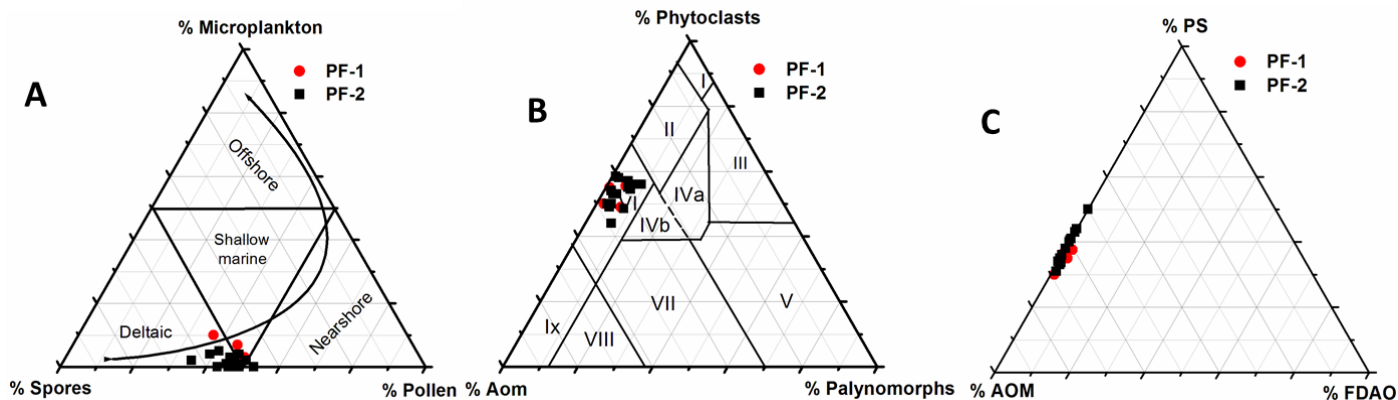 A
% Microplankton
PF-1
PF-2
Offshore
Shallow
marine
Deltaic
Nearshore
% Spores
% Pollen
B
% Phytoclasts
PF-1
PF-2
I
II
III
IVa
VI
IVb
VII
V
Ix
VIII
% Aom
% Palynomorphs
C
% PS
PF-1
PF-2
% AOM
% FDAO